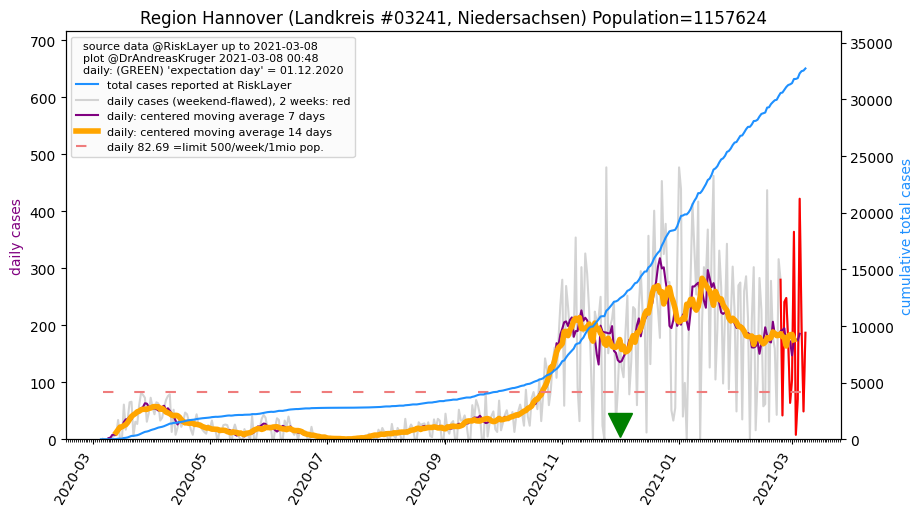 Region Hannover (Landkreis #03241, Niedersachsen) Population=1157624
source data @RiskLayer up to 2021-03-08
plot @DrAndreasKruger 2021-03-08 00:48
daily: (GREEN) 'expectation day' = 01.12.2020
total cases reported at RiskLayer
daily cases (weekend-flawed), 2 weeks: red
daily: centered moving average 7 days
daily: centered moving average 14 days
daily 82.69 =limit 500/week/1mio pop.
daily cases
700
600
500
400
300
200
100
0
cumulative total cases
35000
30000
25000
20000
15000
10000
5000
0
2020-03
2020-05
2020-07
2020-09
2020-11
2021-01
2021-03